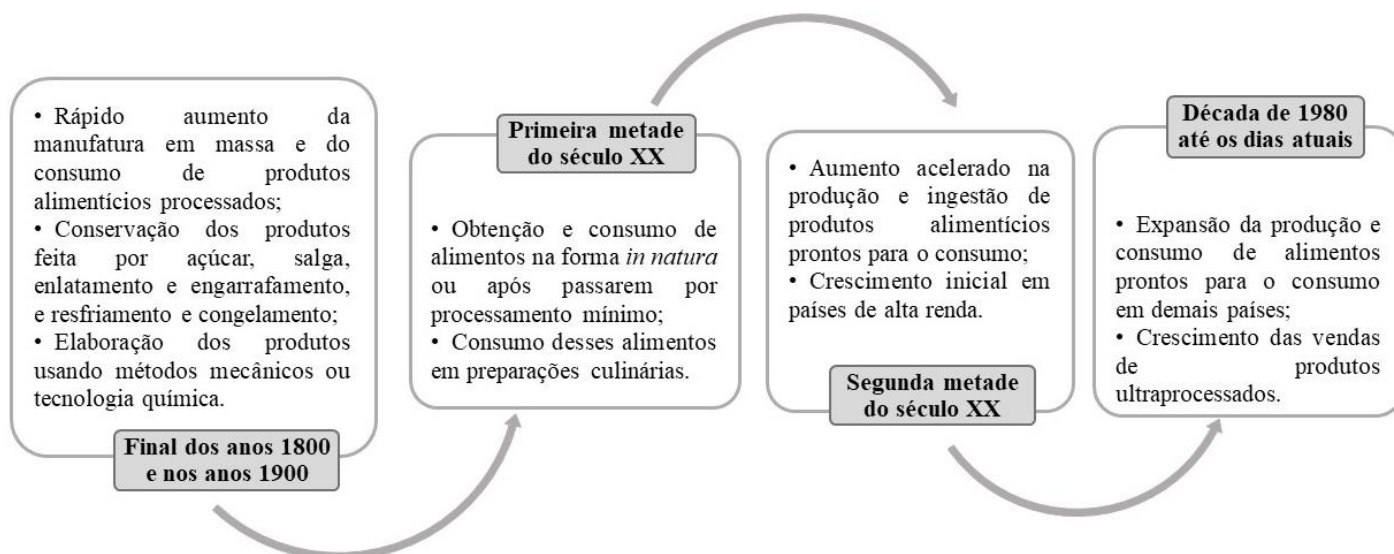 • Rápido aumento da
manufatura em massa e do
consumo de produtos
alimentícios processados;
• Conservação dos produtos
feita por açúcar, salga,
enlatamento e engarrafamento,
e resfriamento e congelamento;
• Elaboração dos produtos
usando métodos mecânicos ou
tecnologia química.
Final dos anos 1800
e nos anos 1900
Primeira metade
do século XX
• Obtenção e consumo de
alimentos na forma in natura
ou após passarem por
processamento mínimo;
• Consumo desses alimentos
em preparações culinárias.
• Aumento acelerado na
produção e ingestão de
produtos alimentícios
prontos para o consumo;
• Crescimento inicial em
países de alta renda.
Segunda metade
do século XX
Década de 1980
até os dias atuais
• Expansão da produção e
consumo de alimentos
prontos para o consumo
em demais países;
• Crescimento das vendas
de produtos
ultraprocessados.